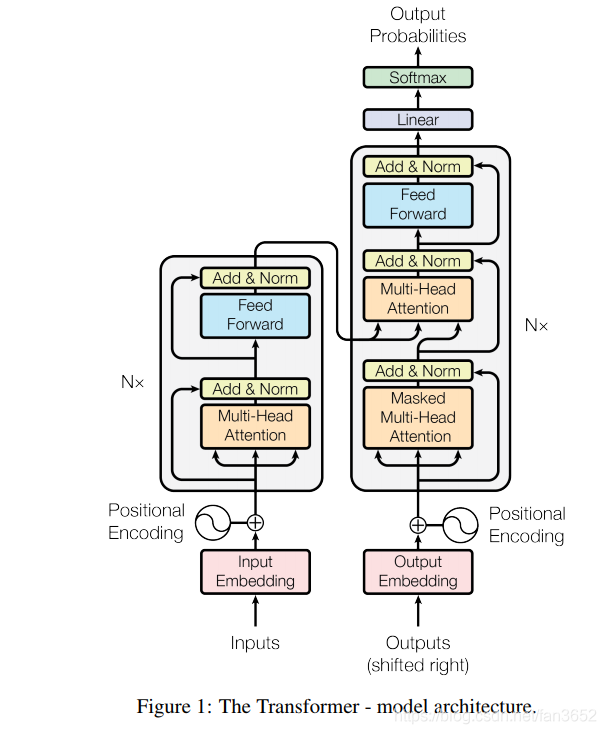 Output
Probabilities
Softmax
Linear
Add & Norm
Feed
Forward
Add & Norm
Multi-Head
Attention
N×
Add & Norm
Masked
Multi-Head
Attention
Add & Norm
Feed
Forward
N×
Add & Norm
Multi-Head
Attention
Positional
Encoding
Positional
Encoding
Input
Embedding
Output
Embedding
Inputs
Outputs
(shifted right)
Figure 1: The Transformer - model architecture.
https://blog.csdn.net/fan3652